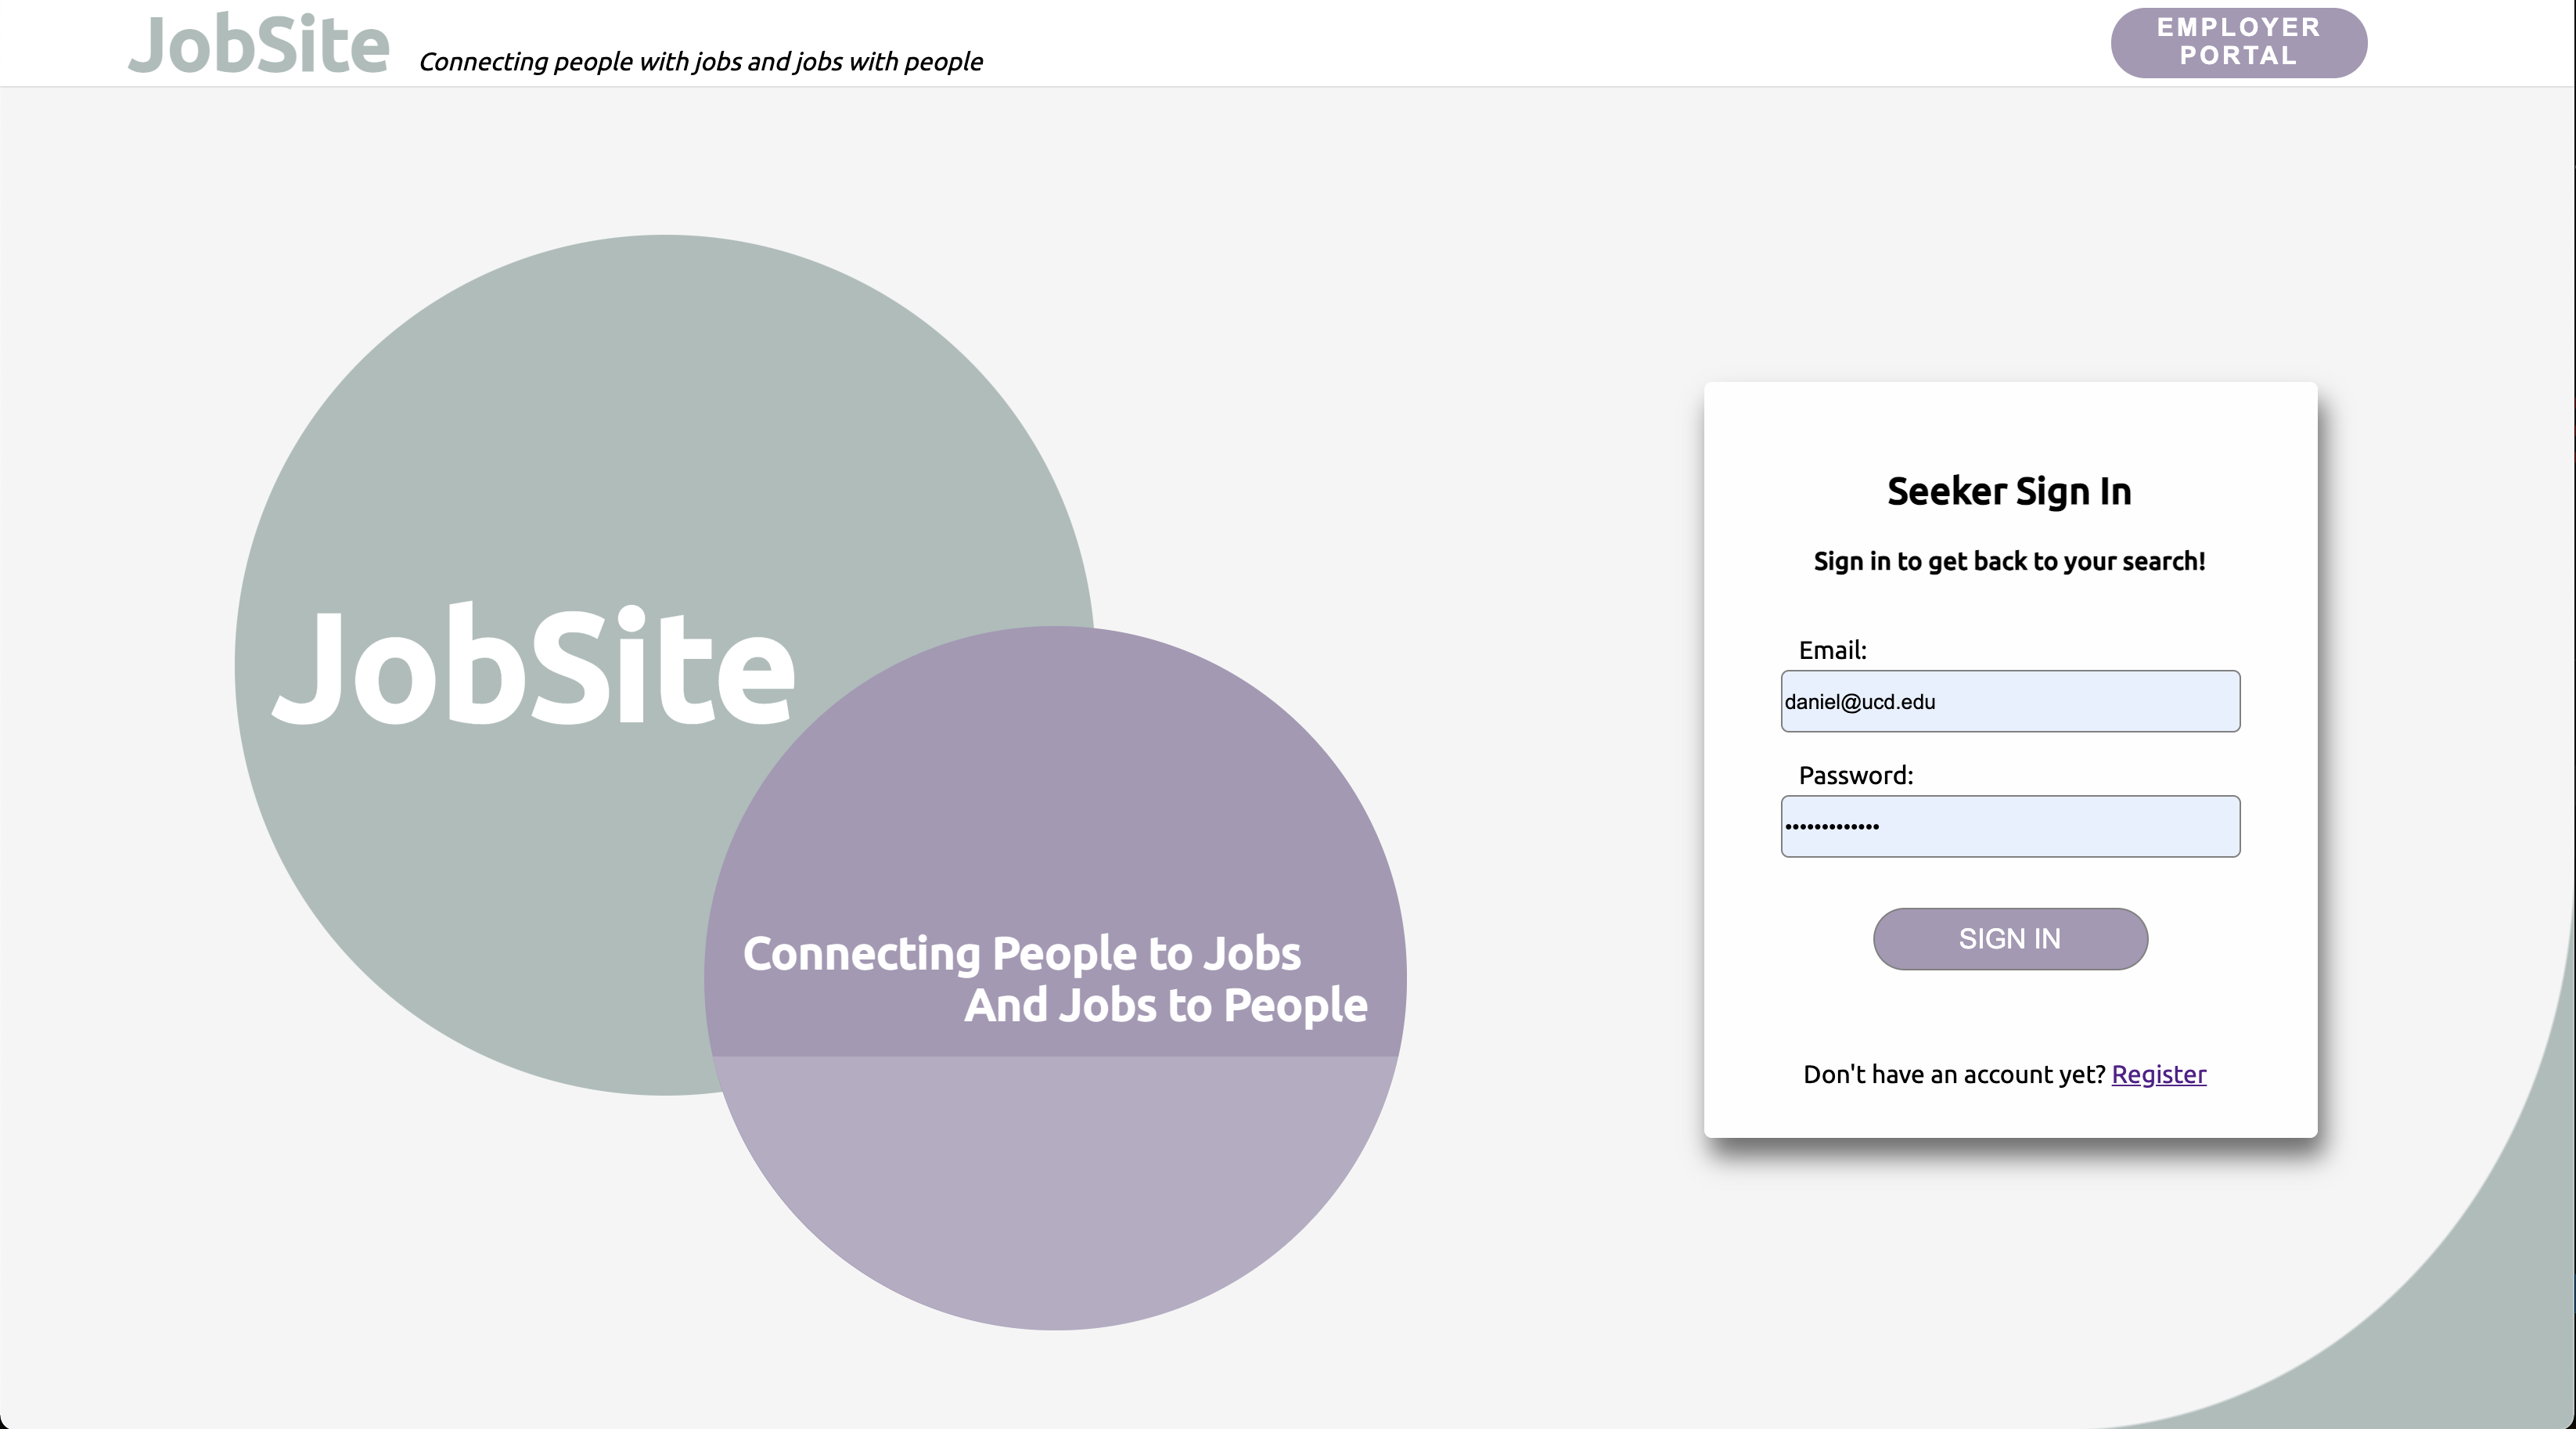 JobSite
Connecting people with jobs and jobs with people
EMPLOYER
PORTAL
JobSite
Connecting People to Jobs
And Jobs to People
Seeker Sign In
Sign in to get back to your search!
Email:
daniel@ucd.edu
Password:
•••••••••••••
SIGN IN
Don't have an account yet? Register